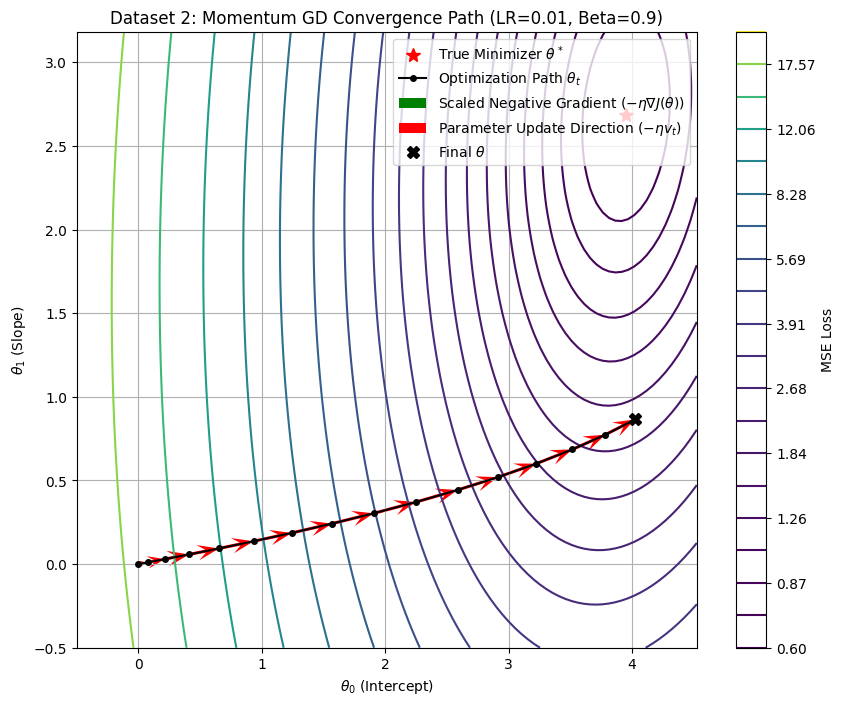 Dataset 2: Momentum GD Convergence Path (LR=0.01, Beta=0.9)
True Minimizer θ*
Optimization Path θ_t
Scaled Negative Gradient (−η∇J(θ))
Parameter Update Direction (−ηv_t)
Final θ
3.0
2.5
2.0
1.5
1.0
0.5
0.0
−0.5
θ₁ (Slope)
0
1
2
3
4
θ₀ (Intercept)
17.57
12.06
8.28
5.69
3.91
2.68
1.84
1.26
0.87
0.60
MSE Loss